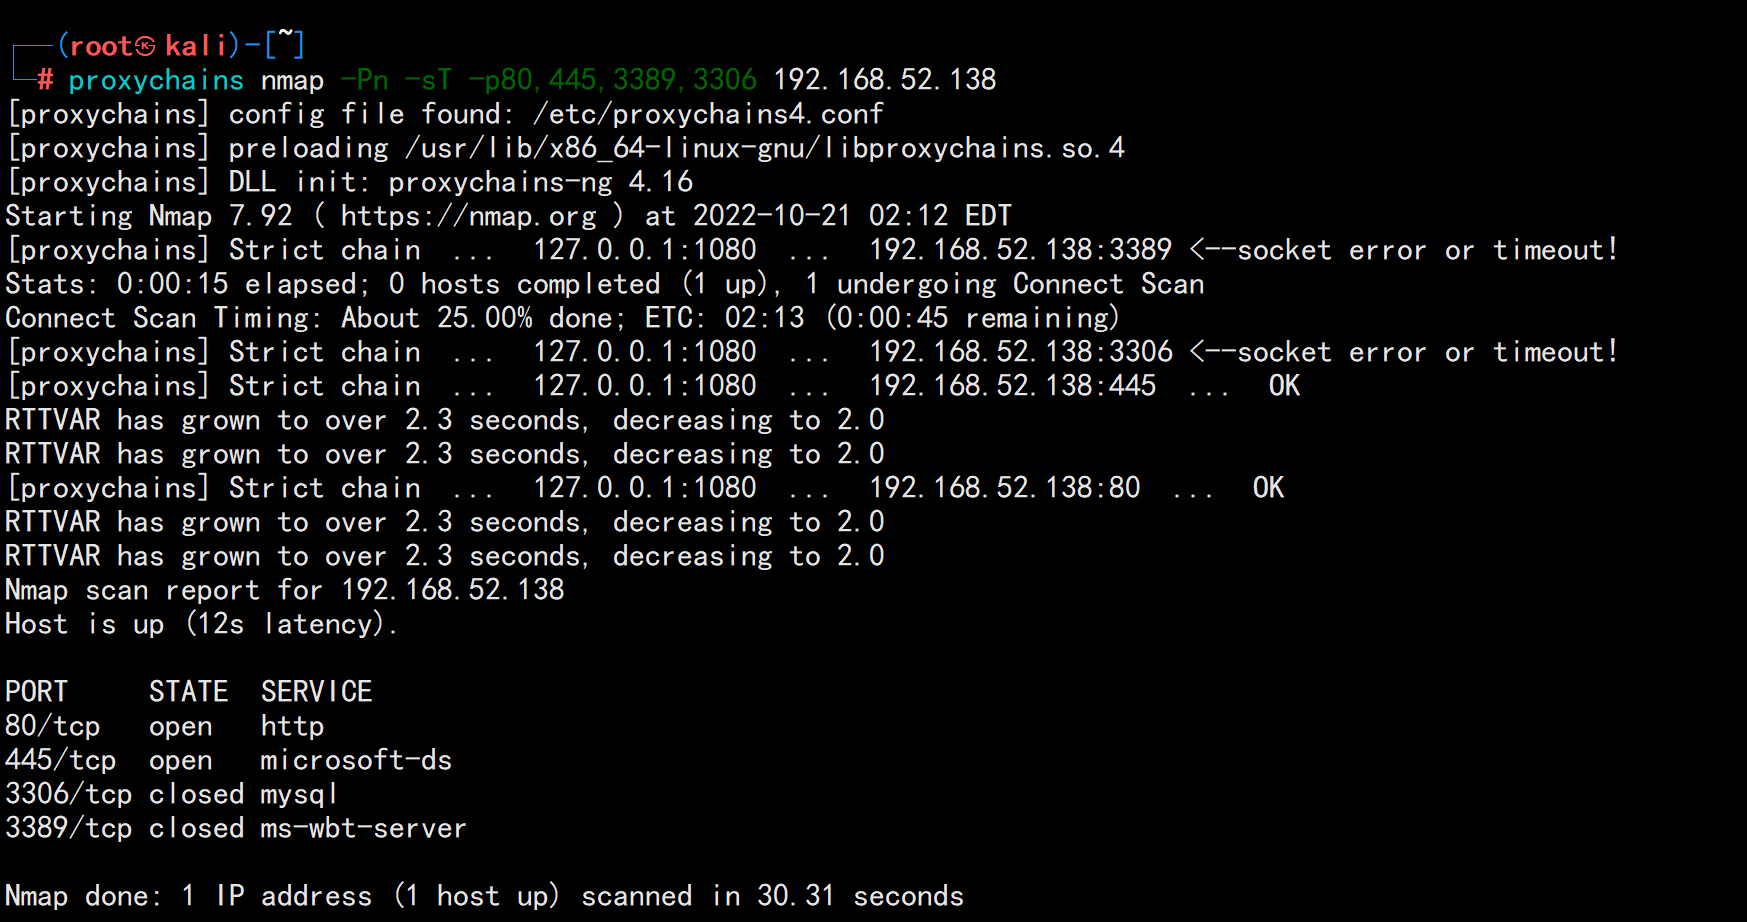 ┌──(root㉿kali)-[~]
└─# proxychains nmap -Pn -sT -p80,445,3389,3306 192.168.52.138
[proxychains] config file found: /etc/proxychains4.conf
[proxychains] preloading /usr/lib/x86_64-linux-gnu/libproxychains.so.4
[proxychains] DLL init: proxychains-ng 4.16
Starting Nmap 7.92 ( https://nmap.org ) at 2022-10-21 02:12 EDT
[proxychains] Strict chain  ...  127.0.0.1:1080  ...  192.168.52.138:3389 <--socket error or timeout!
Stats: 0:00:15 elapsed; 0 hosts completed (1 up), 1 undergoing Connect Scan
Connect Scan Timing: About 25.00% done; ETC: 02:13 (0:00:45 remaining)
[proxychains] Strict chain  ...  127.0.0.1:1080  ...  192.168.52.138:3306 <--socket error or timeout!
[proxychains] Strict chain  ...  127.0.0.1:1080  ...  192.168.52.138:445  ...  OK
RTTVAR has grown to over 2.3 seconds, decreasing to 2.0
RTTVAR has grown to over 2.3 seconds, decreasing to 2.0
[proxychains] Strict chain  ...  127.0.0.1:1080  ...  192.168.52.138:80  ...  OK
RTTVAR has grown to over 2.3 seconds, decreasing to 2.0
RTTVAR has grown to over 2.3 seconds, decreasing to 2.0
Nmap scan report for 192.168.52.138
Host is up (12s latency).
PORT     STATE  SERVICE
80/tcp   open   http
445/tcp  open   microsoft-ds
3306/tcp closed mysql
3389/tcp closed ms-wbt-server
Nmap done: 1 IP address (1 host up) scanned in 30.31 seconds